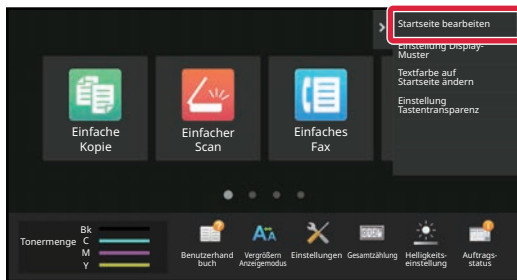 Startseite bearbeiten
Einstellung Display-
Muster
Textfarbe auf
Startseite ändern
Einstellung
Tastentransparenz
Einfache
Kopie
Einfacher
Scan
Einfaches
Fax
Tonermenge
Bk
C
M
Y
Benutzerhand
buch
Vergrößern
Anzeigemodus
Einstellungen
Gesamtzählung
Helligkeits-
einstellung
Auftrags-
status